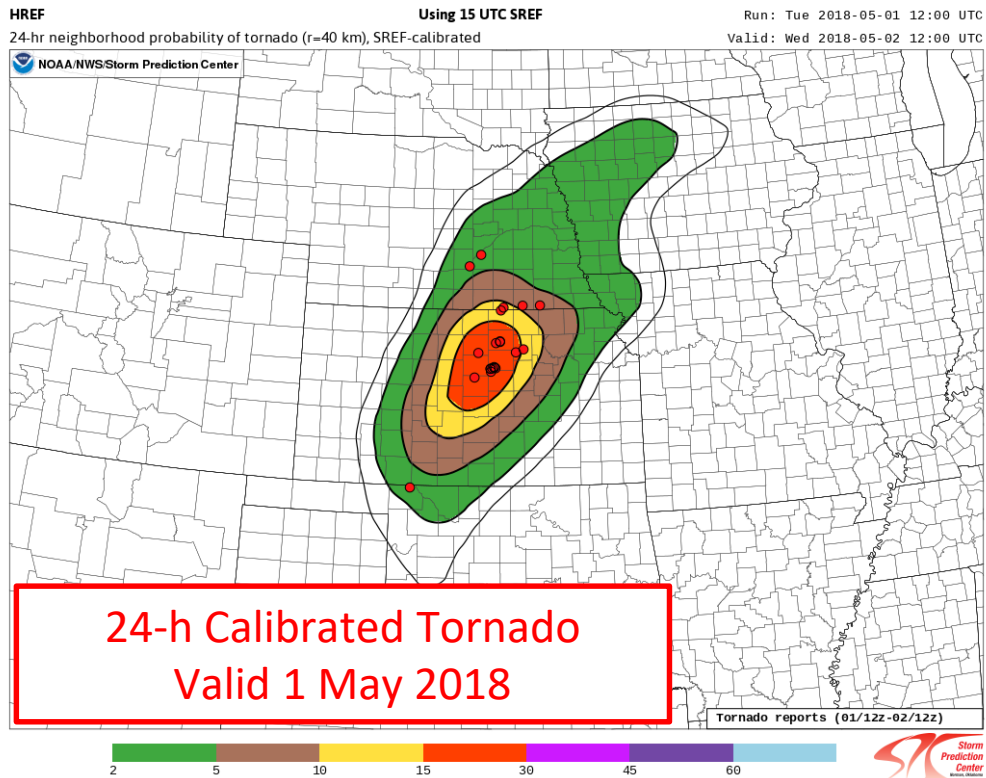 HREF
Using 15 UTC SREF
Run: Tue 2018-05-01 12:00 UTC
24-hr neighborhood probability of tornado (r=40 km), SREF-calibrated
Valid: Wed 2018-05-02 12:00 UTC
NOAA/NWS/Storm Prediction Center
24-h Calibrated Tornado
Valid 1 May 2018
Tornado reports (01/12z-02/12z)
2 5 10 15 30 45 60
Storm
Prediction
Center